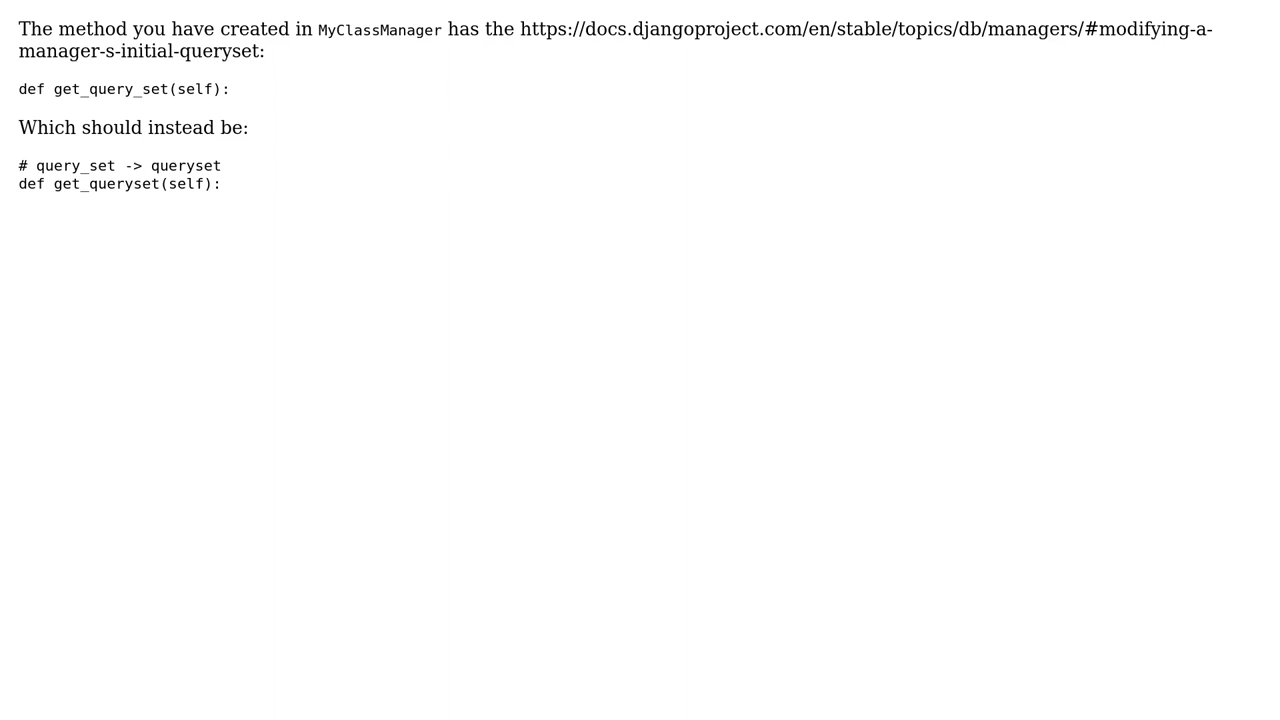 The method you have created in MyClassManager has the https://docs.djangoproject.com/en/stable/topics/db/managers/#modifying-a-
manager-s-initial-queryset:
def get_query_set(self):
Which should instead be:
# query_set -> queryset
def get_queryset(self):